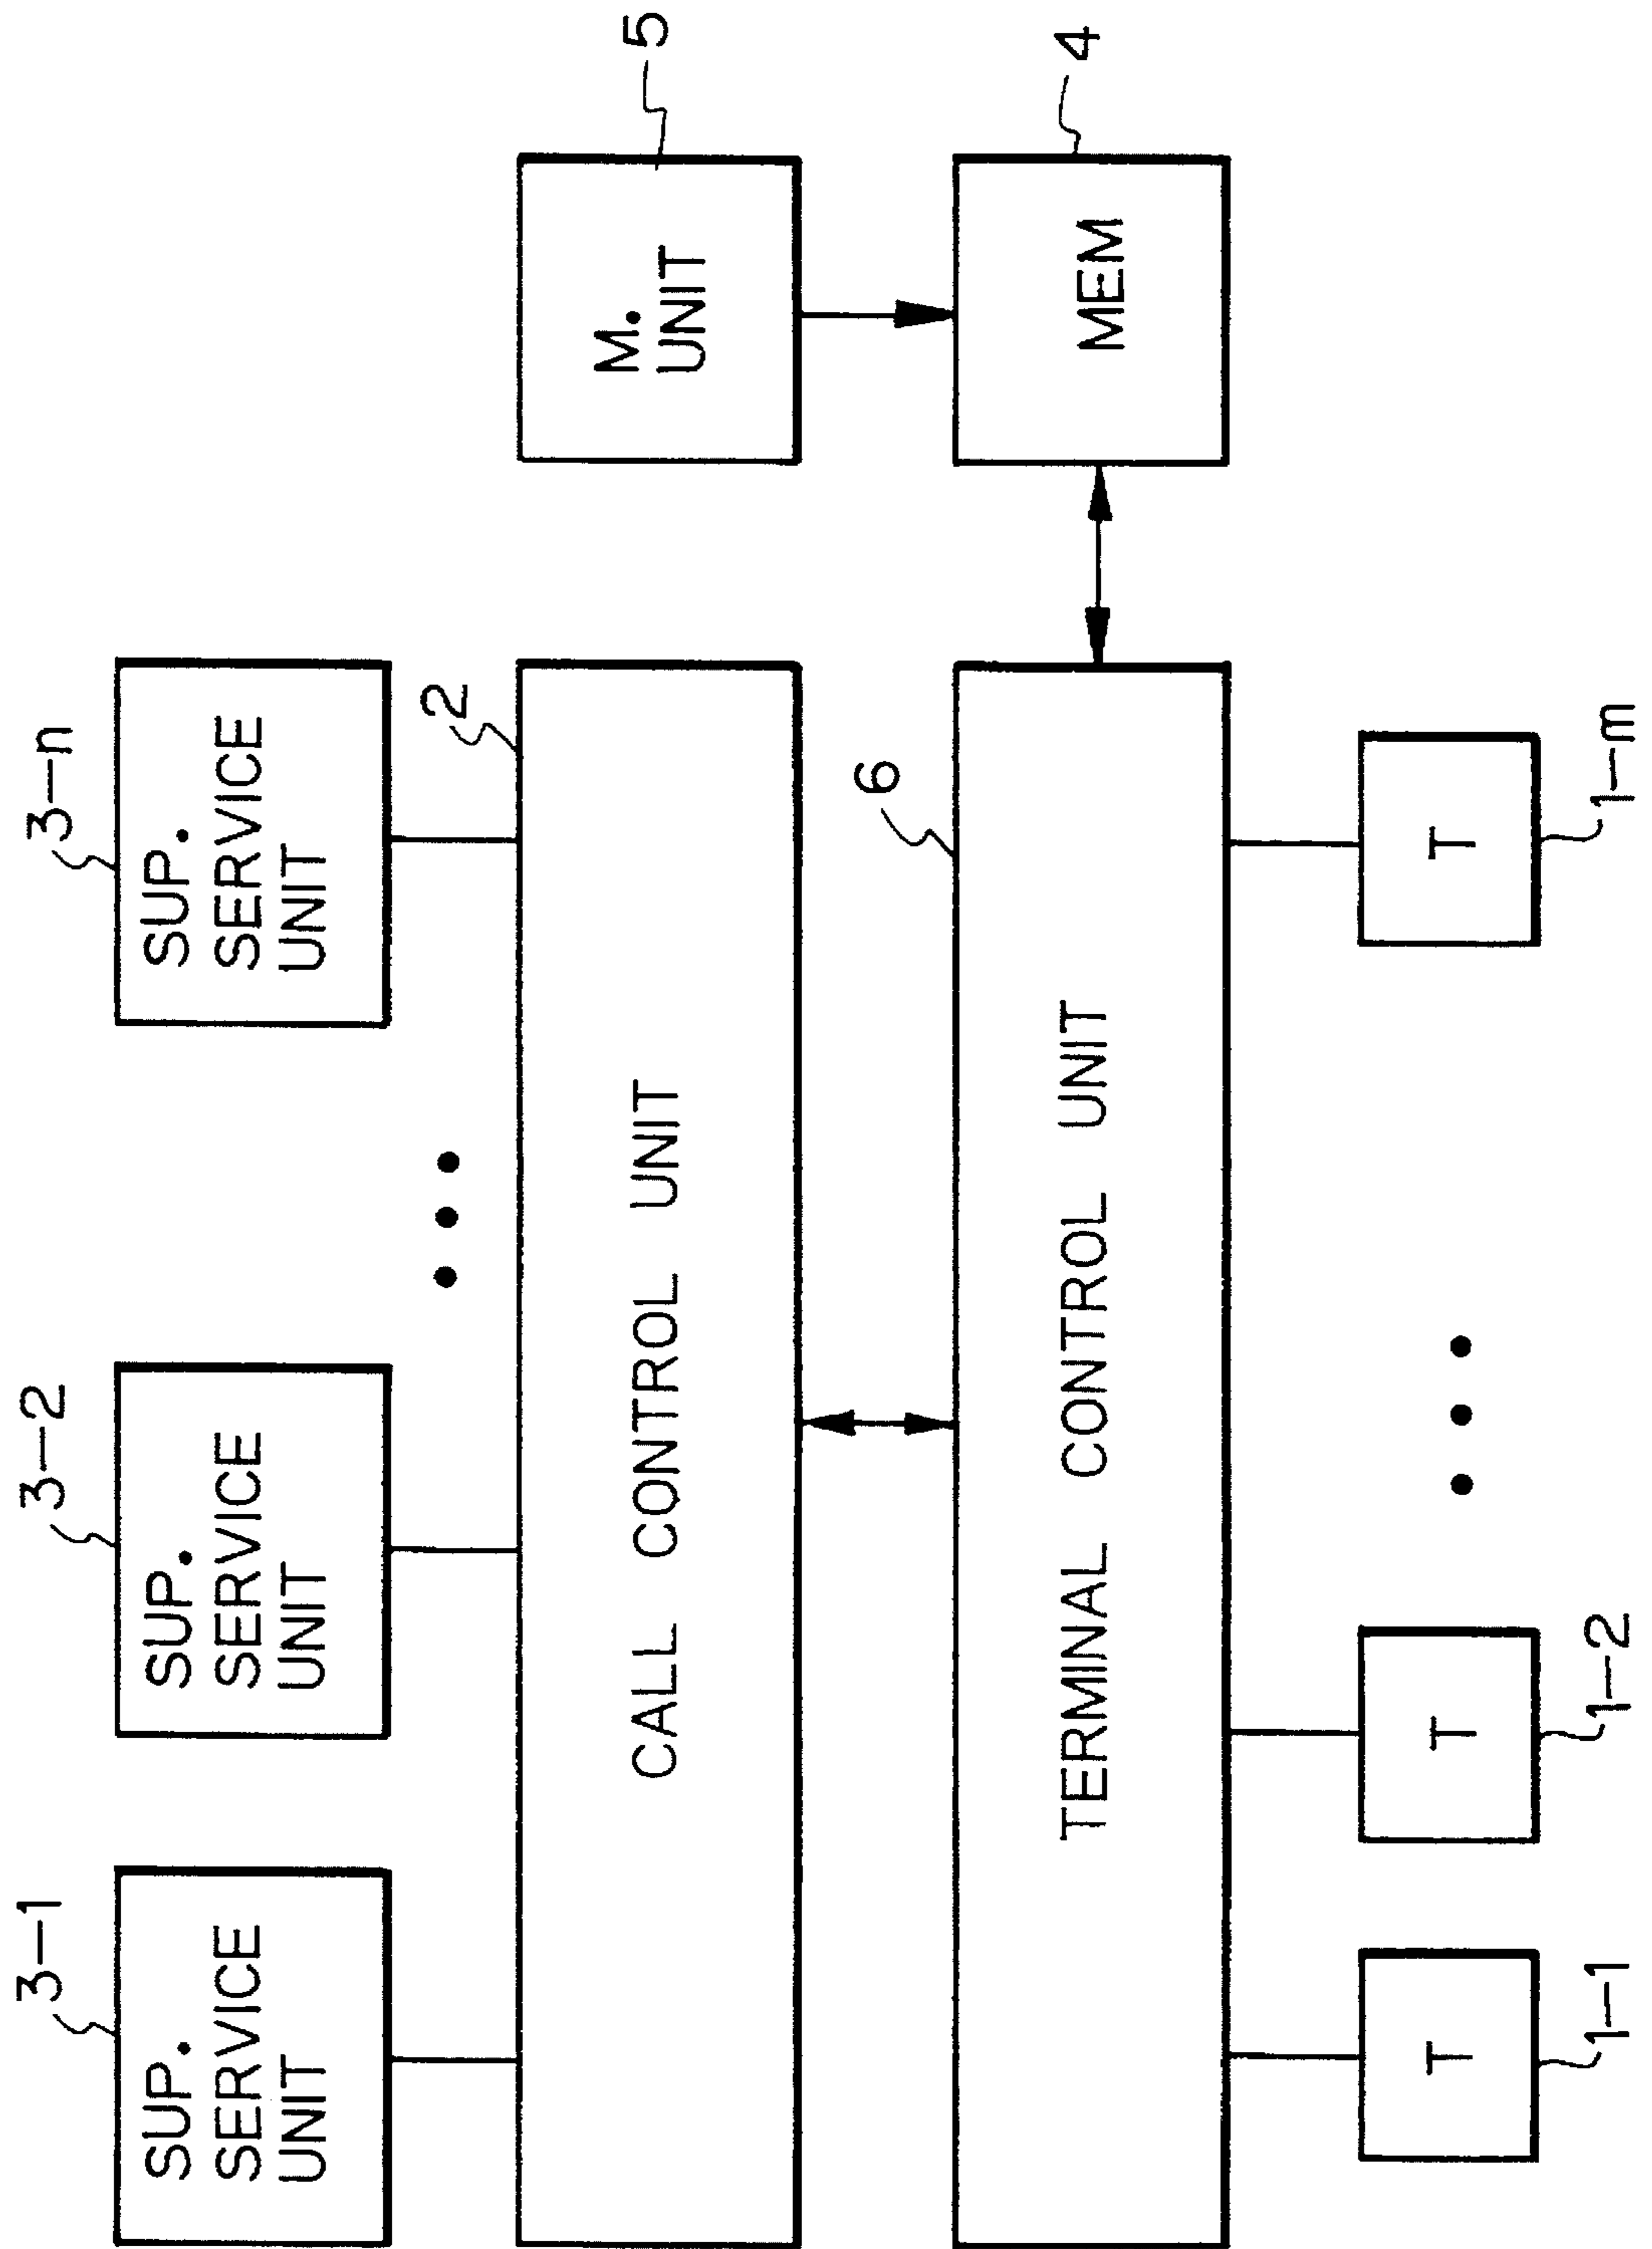 3-1
3-2
3-n
SUP.
SERVICE
UNIT
SUP.
SERVICE
UNIT
SUP.
SERVICE
UNIT
2
5
CALL CONTROL UNIT
M.
UNIT
6
4
TERMINAL CONTROL UNIT
MEM
T
T
T
1-1
1-2
1-m